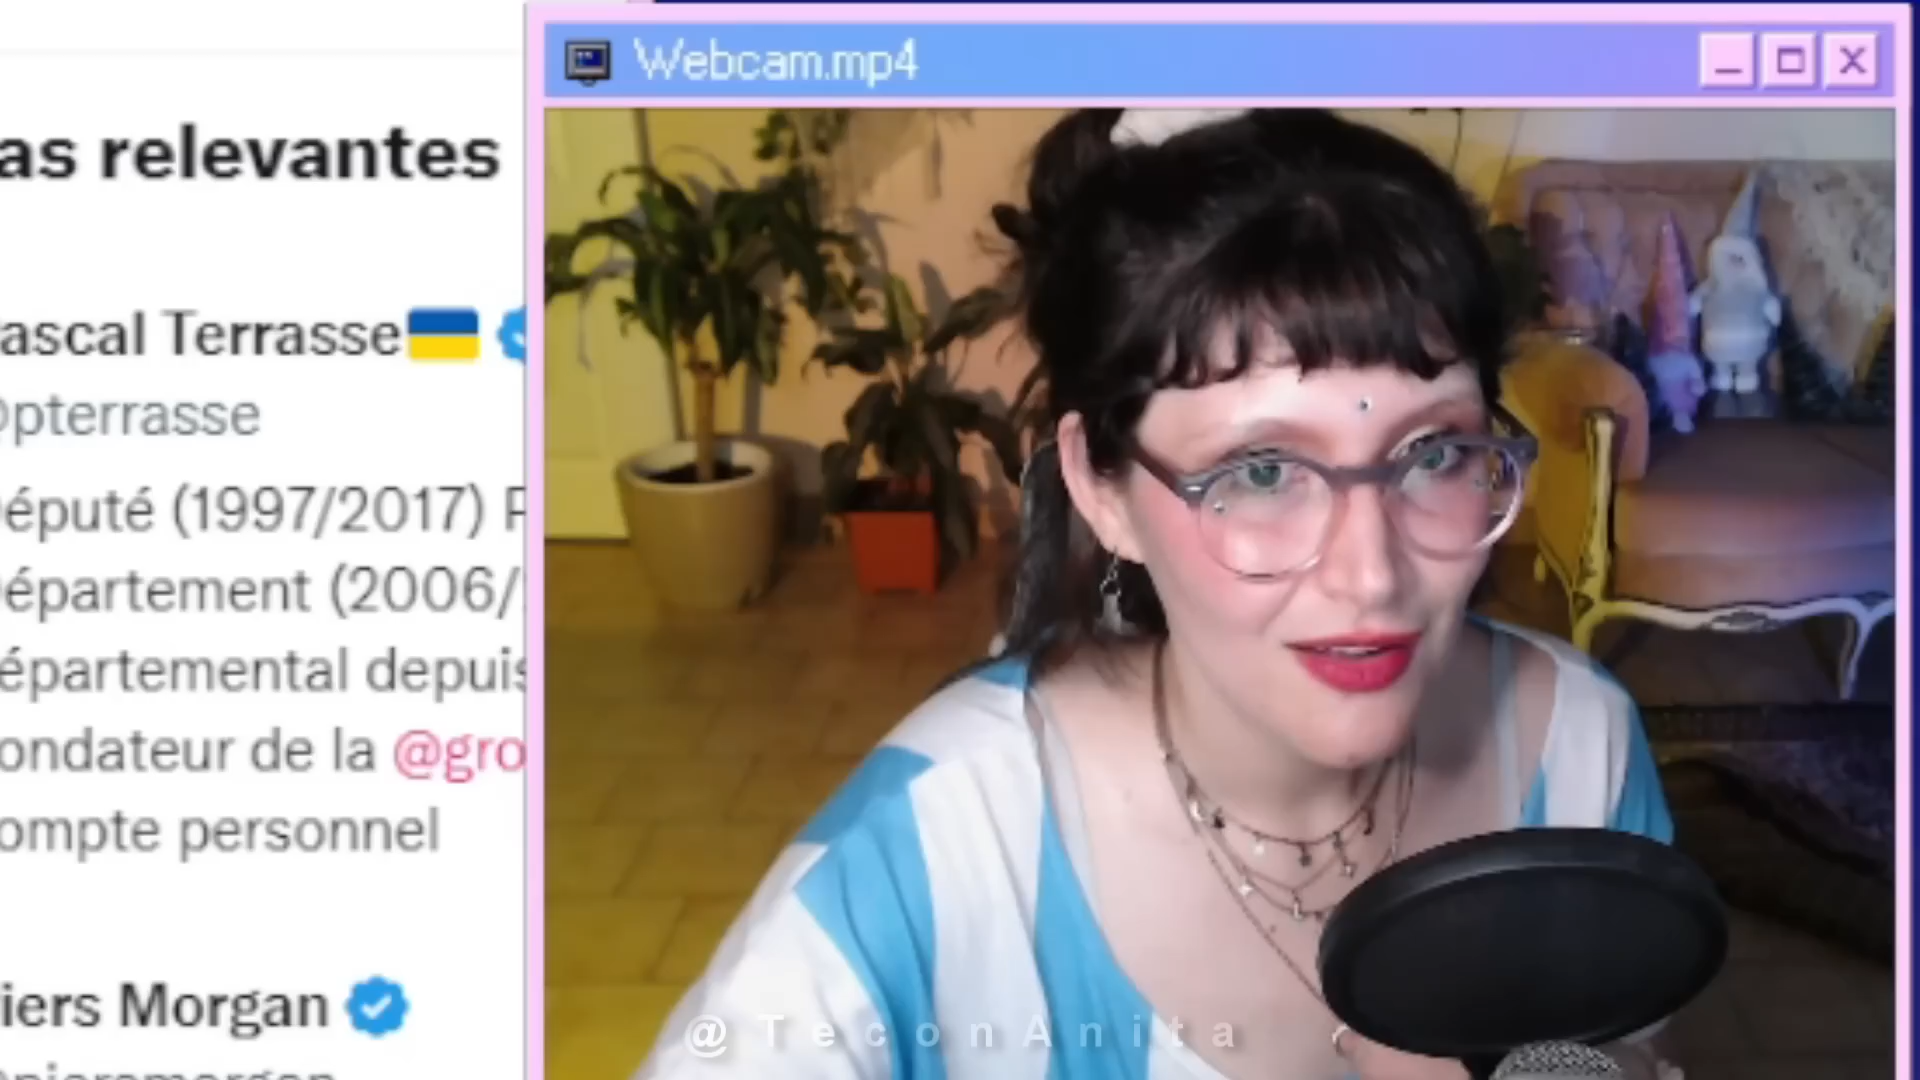 as relevantes
ascal Terrasse
@pterrasse
éputé (1997/2017) P
épartement (2006/
épartemental depuis
ondateur de la @gro
ompte personnel
iers Morgan
Webcam.mp4
@TeconAnita